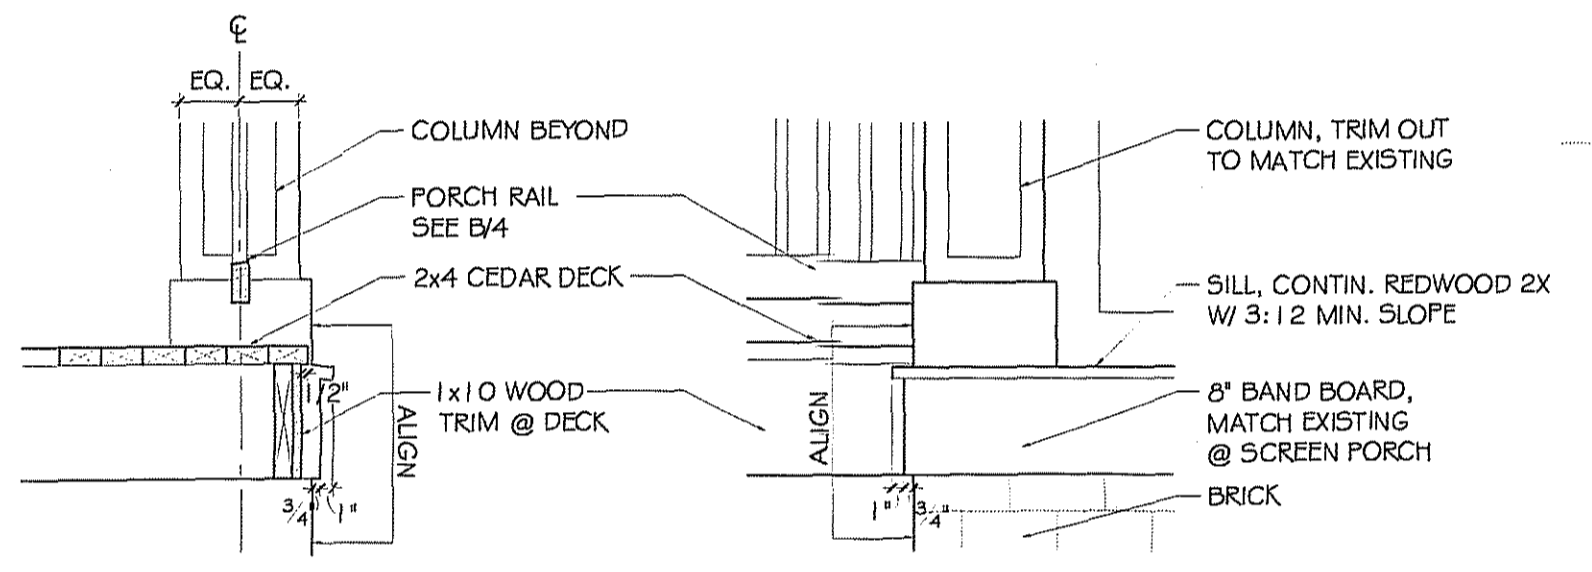 ℄
EQ. EQ.
COLUMN BEYOND
PORCH RAIL
SEE B/4
2x4 CEDAR DECK
1/2"
1x10 WOOD
TRIM @ DECK
ALIGN
3/4"
1"
COLUMN, TRIM OUT
TO MATCH EXISTING
SILL, CONTIN. REDWOOD 2X
W/ 3:12 MIN. SLOPE
ALIGN
8" BAND BOARD,
MATCH EXISTING
@ SCREEN PORCH
1"
3/4"
BRICK